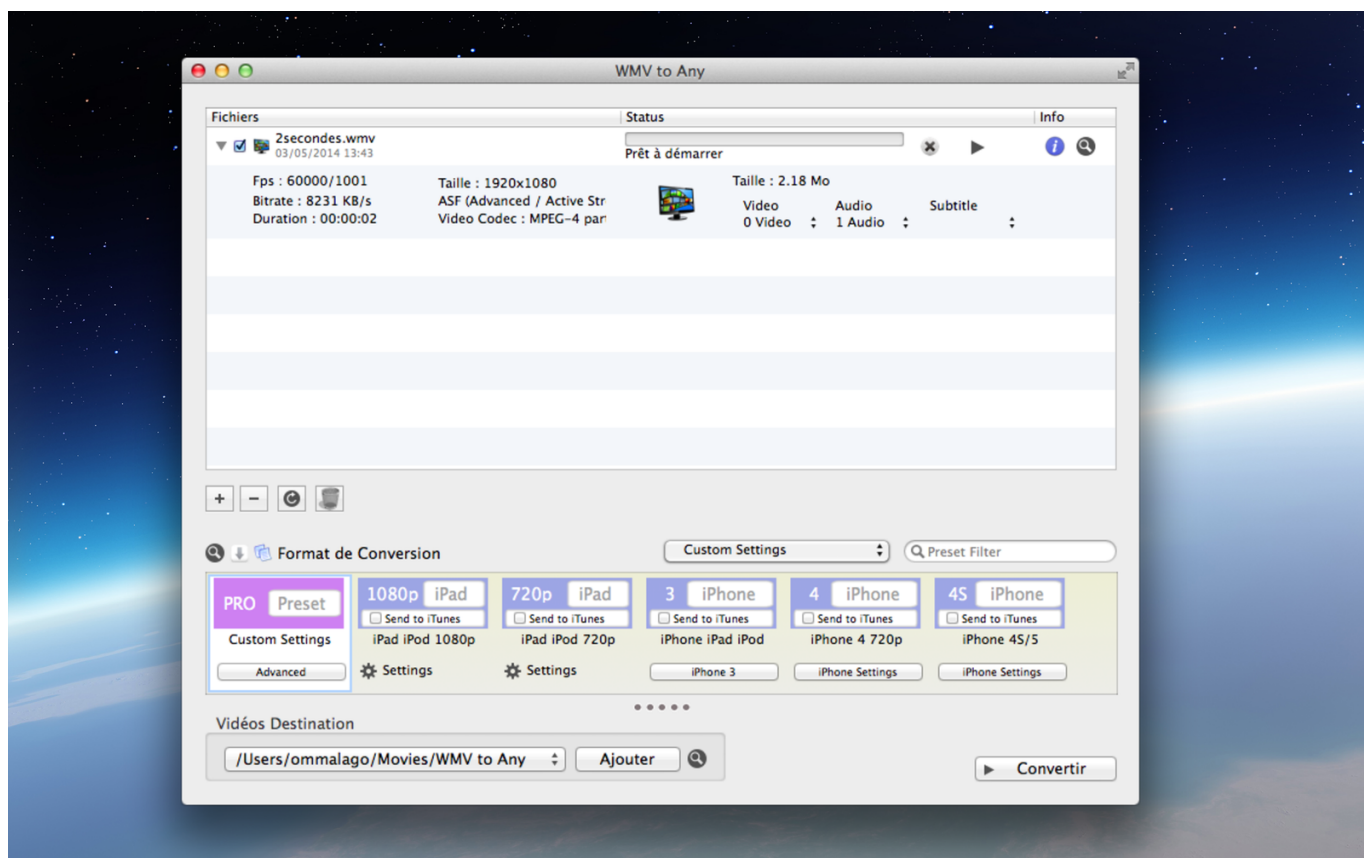 WMV to Any
Fichiers Status Info
2secondes.wmv
03/05/2014 13:43
Prêt à démarrer
Fps : 60000/1001
Bitrate : 8231 KB/s
Duration : 00:00:02
Taille : 1920x1080
ASF (Advanced / Active Str
Video Codec : MPEG-4 par
Taille : 2.18 Mo
Video Audio Subtitle
0 Video 1 Audio
Format de Conversion Custom Settings Preset Filter
PRO Preset
Custom Settings
Advanced
1080p iPad
Send to iTunes
iPad iPod 1080p
Settings
720p iPad
Send to iTunes
iPad iPod 720p
Settings
3 iPhone
Send to iTunes
iPhone iPad iPod
iPhone 3
4 iPhone
Send to iTunes
iPhone 4 720p
iPhone Settings
4S iPhone
Send to iTunes
iPhone 4S/5
iPhone Settings
Vidéos Destination
/Users/ommalago/Movies/WMV to Any Ajouter
Convertir